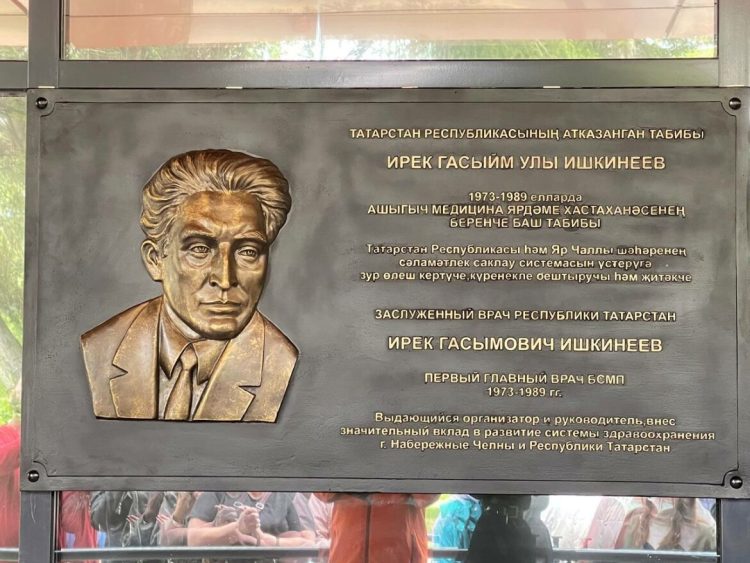 ТАТАРСТАН РЕСПУБЛИКАСЫНЫҢ АТКАЗАНГАН ТАБИБЫ
ИРЕК ГАСЫЙМ УЛЫ ИШКИНЕЕВ
1973-1989 елларда
АШЫГЫЧ МЕДИЦИНА ЯРДӘМЕ ХАСТАХАНӘСЕНЕҢ
БЕРЕНЧЕ БАШ ТАБИБЫ
Татарстан Республикасы һәм Яр Чаллы шәһәренең
сәламәтлек саклау системасын үстерүгә
зур өлеш кертүче,күренекле оештыручы һәм җитәкче
ЗАСЛУЖЕННЫЙ ВРАЧ РЕСПУБЛИКИ ТАТАРСТАН
ИРЕК ГАСЫМОВИЧ ИШКИНЕЕВ
ПЕРВЫЙ ГЛАВНЫЙ ВРАЧ БСМП
1973-1989 гг.
Выдающийся организатор и руководитель,внес
значительный вклад в развитие системы здравоохранения
г. Набережные Челны и Республики Татарстан